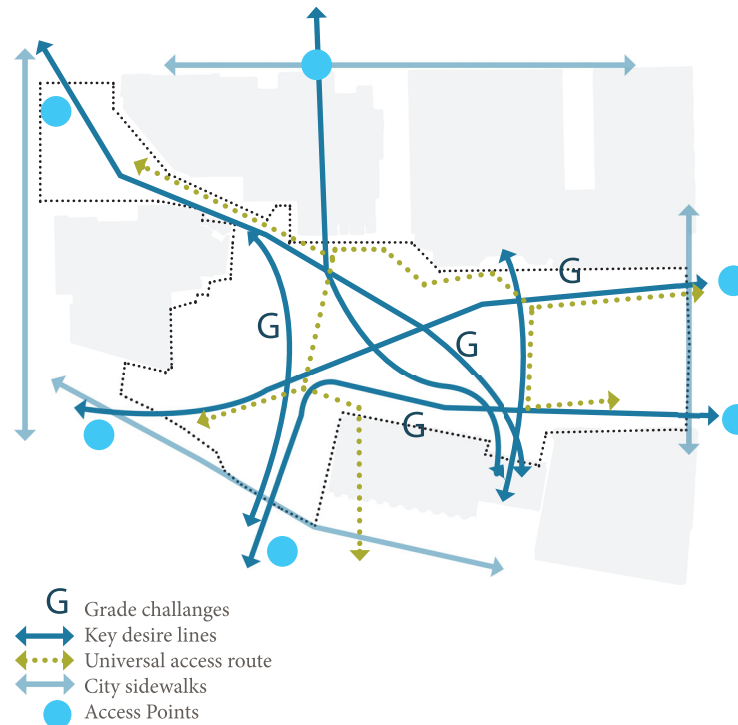 G
G
G
G
G Grade challanges
Key desire lines
Universal access route
City sidewalks
Access Points